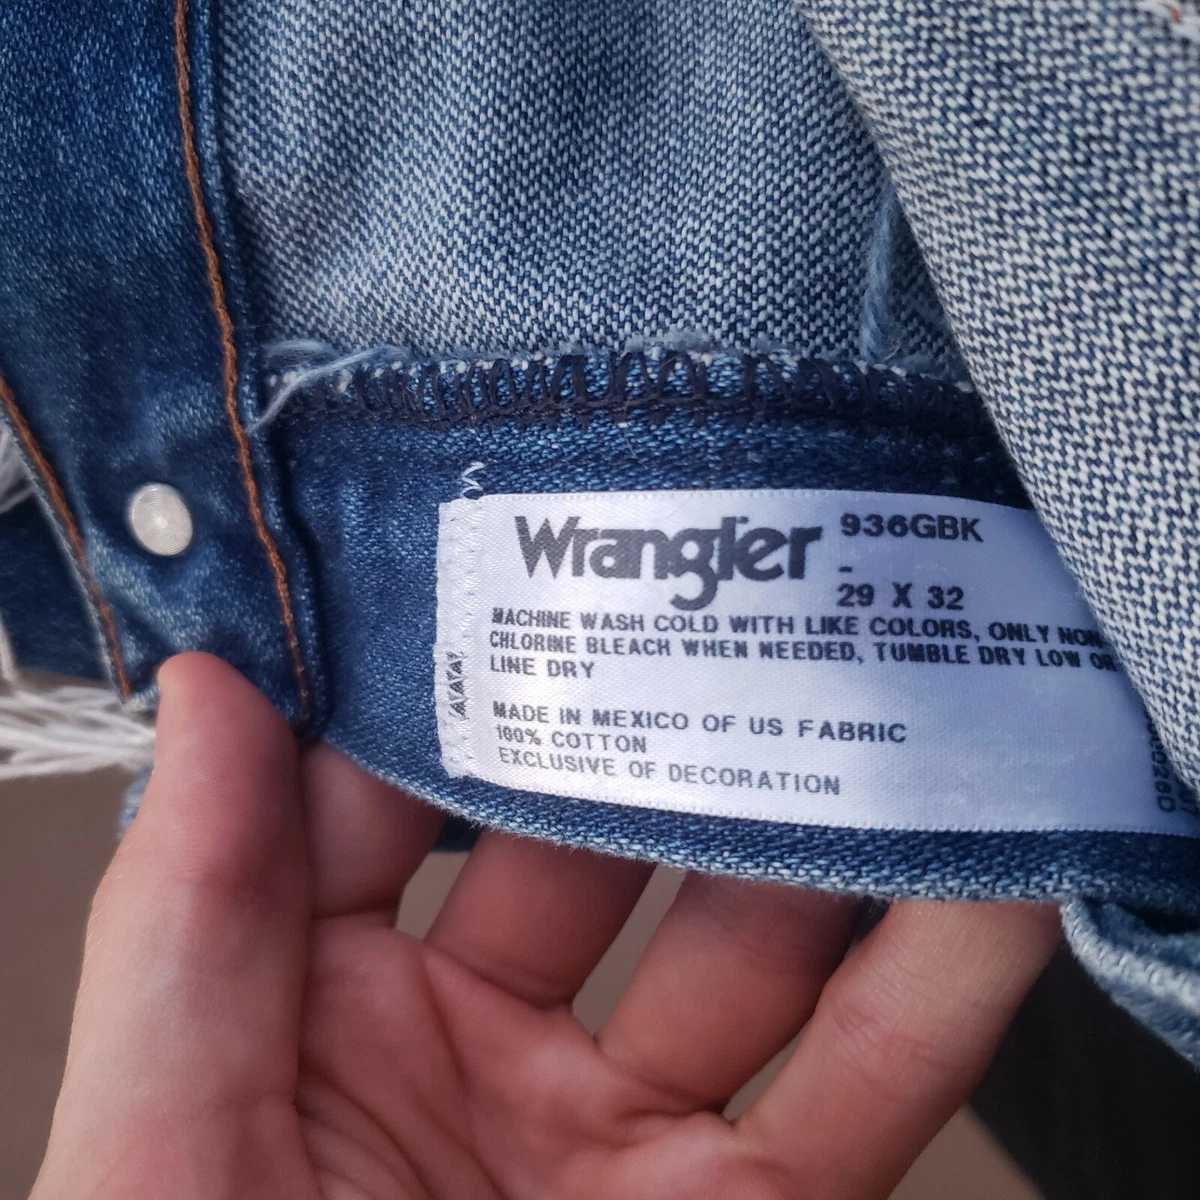 Wrangler 936GBK
-
29 X 32
MACHINE WASH COLD WITH LIKE COLORS, ONLY NON-
CHLORINE BLEACH WHEN NEEDED, TUMBLE DRY LOW OR
LINE DRY
MADE IN MEXICO OF US FABRIC
100% COTTON
EXCLUSIVE OF DECORATION